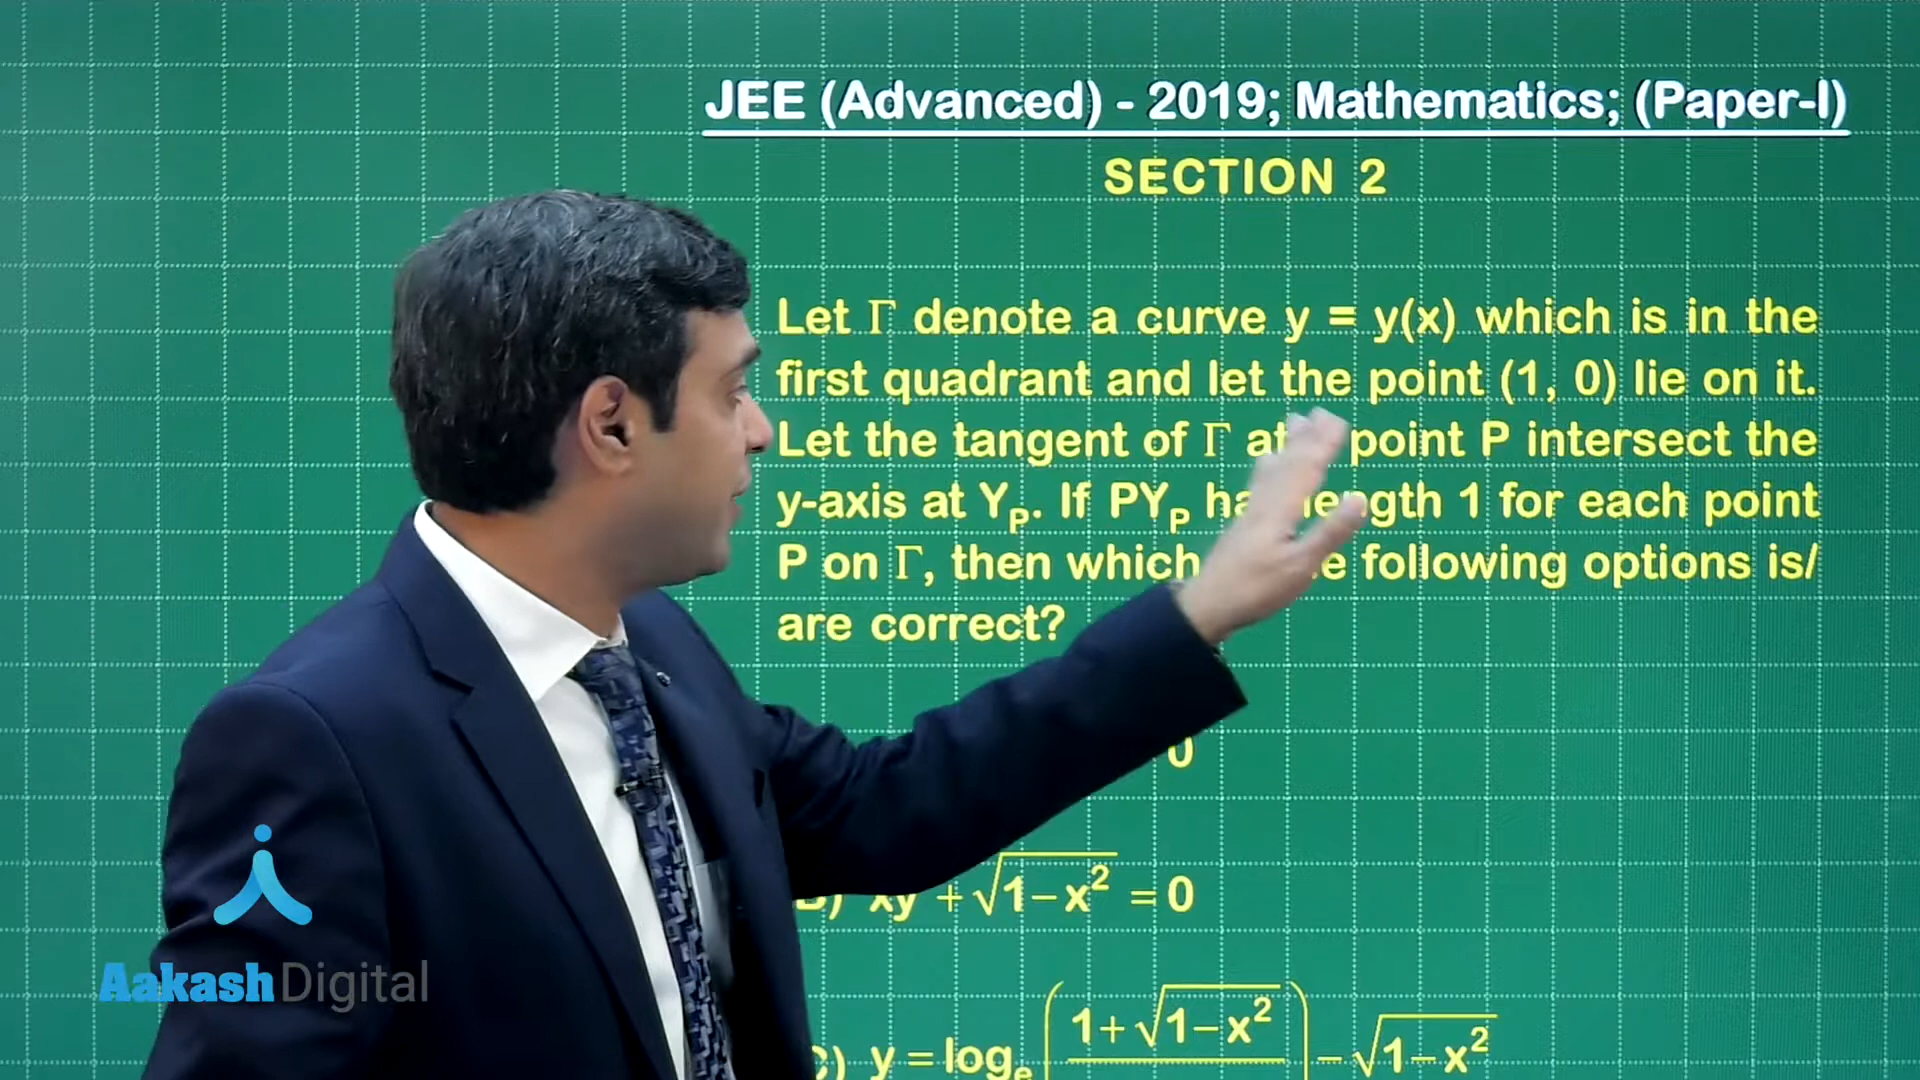 JEE (Advanced) - 2019; Mathematics; (Paper-I)
SECTION 2
Let Γ denote a curve y = y(x) which is in the
first quadrant and let the point (1, 0) lie on it.
Let the tangent of Γ at point P intersect the
y-axis at Y_P. If PY_P length 1 for each point
P on Γ, then which following options is/
are correct?
0
B) xy + √(1–x²) = 0
C) y = log_e (1+√(1–x²)) – √(1–x²)
Aakash Digital